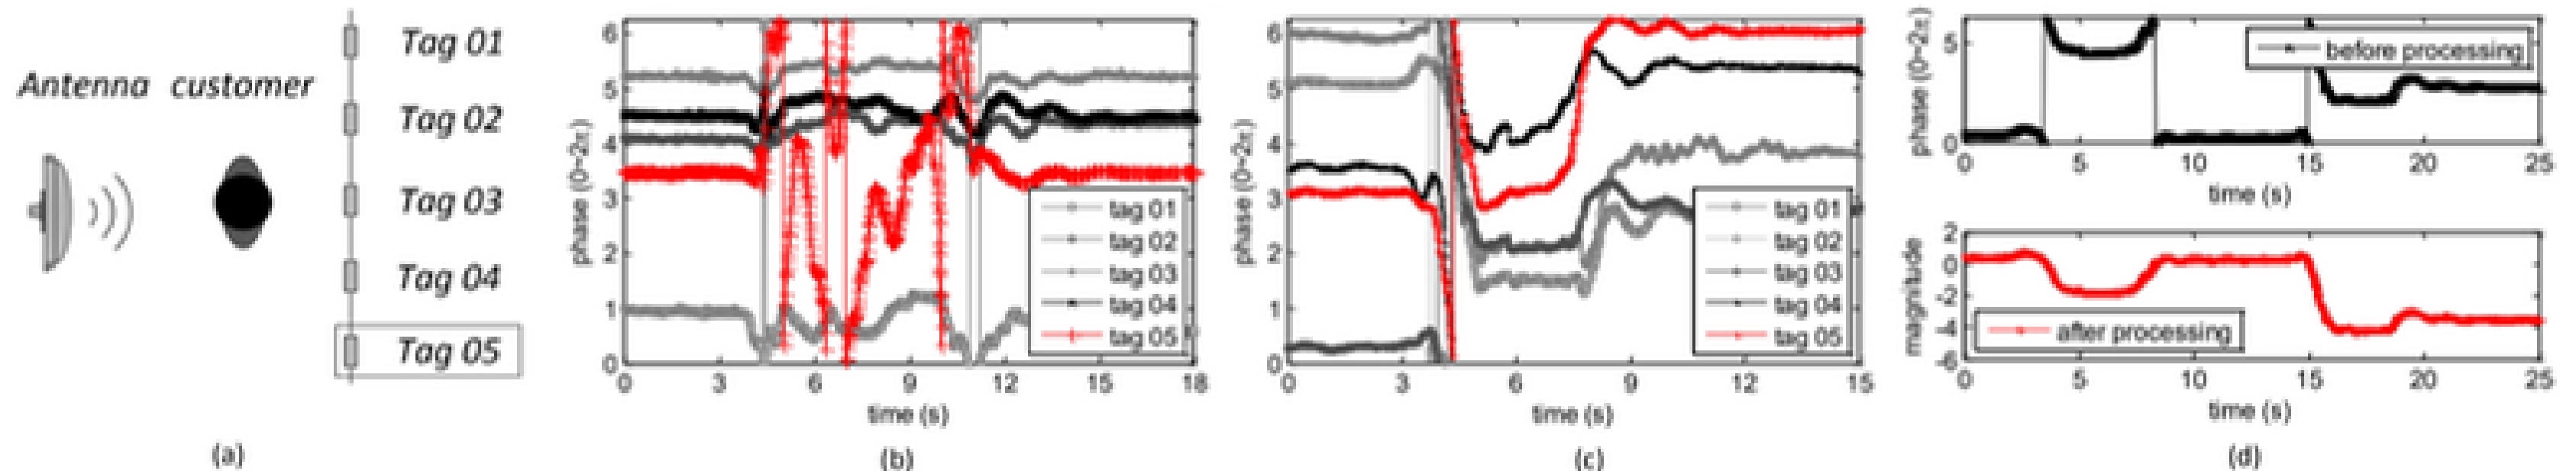 Antenna customer
Tag 01
Tag 02
Tag 03
Tag 04
Tag 05
(a)
phase (0~2π)
6
5
4
3
2
1
0
0 3 6 9 12 15 18
time (s)
tag 01
tag 02
tag 03
tag 04
tag 05
(b)
phase (0~2π)
6
5
4
3
2
1
0
0 3 6 9 12 15
time (s)
tag 01
tag 02
tag 03
tag 04
tag 05
(c)
phase (0~2π)
5
0
before processing
0 5 10 15 20 25
time (s)
magnitude
2
0
-2
-4
-6
after processing
0 5 10 15 20 25
time (s)
(d)